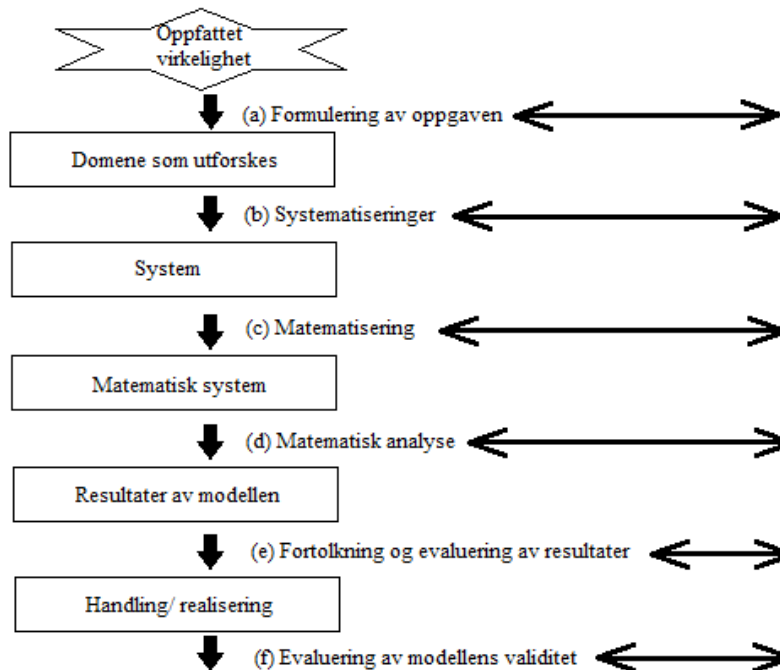 Oppfattet
virkelighet
(a) Formulering av oppgaven
Domene som utforskes
(b) Systematiseringer
System
(c) Matematisering
Matematisk system
(d) Matematisk analyse
Resultater av modellen
(e) Fortolkning og evaluering av resultater
Handling/ realisering
(f) Evaluering av modellens validitet